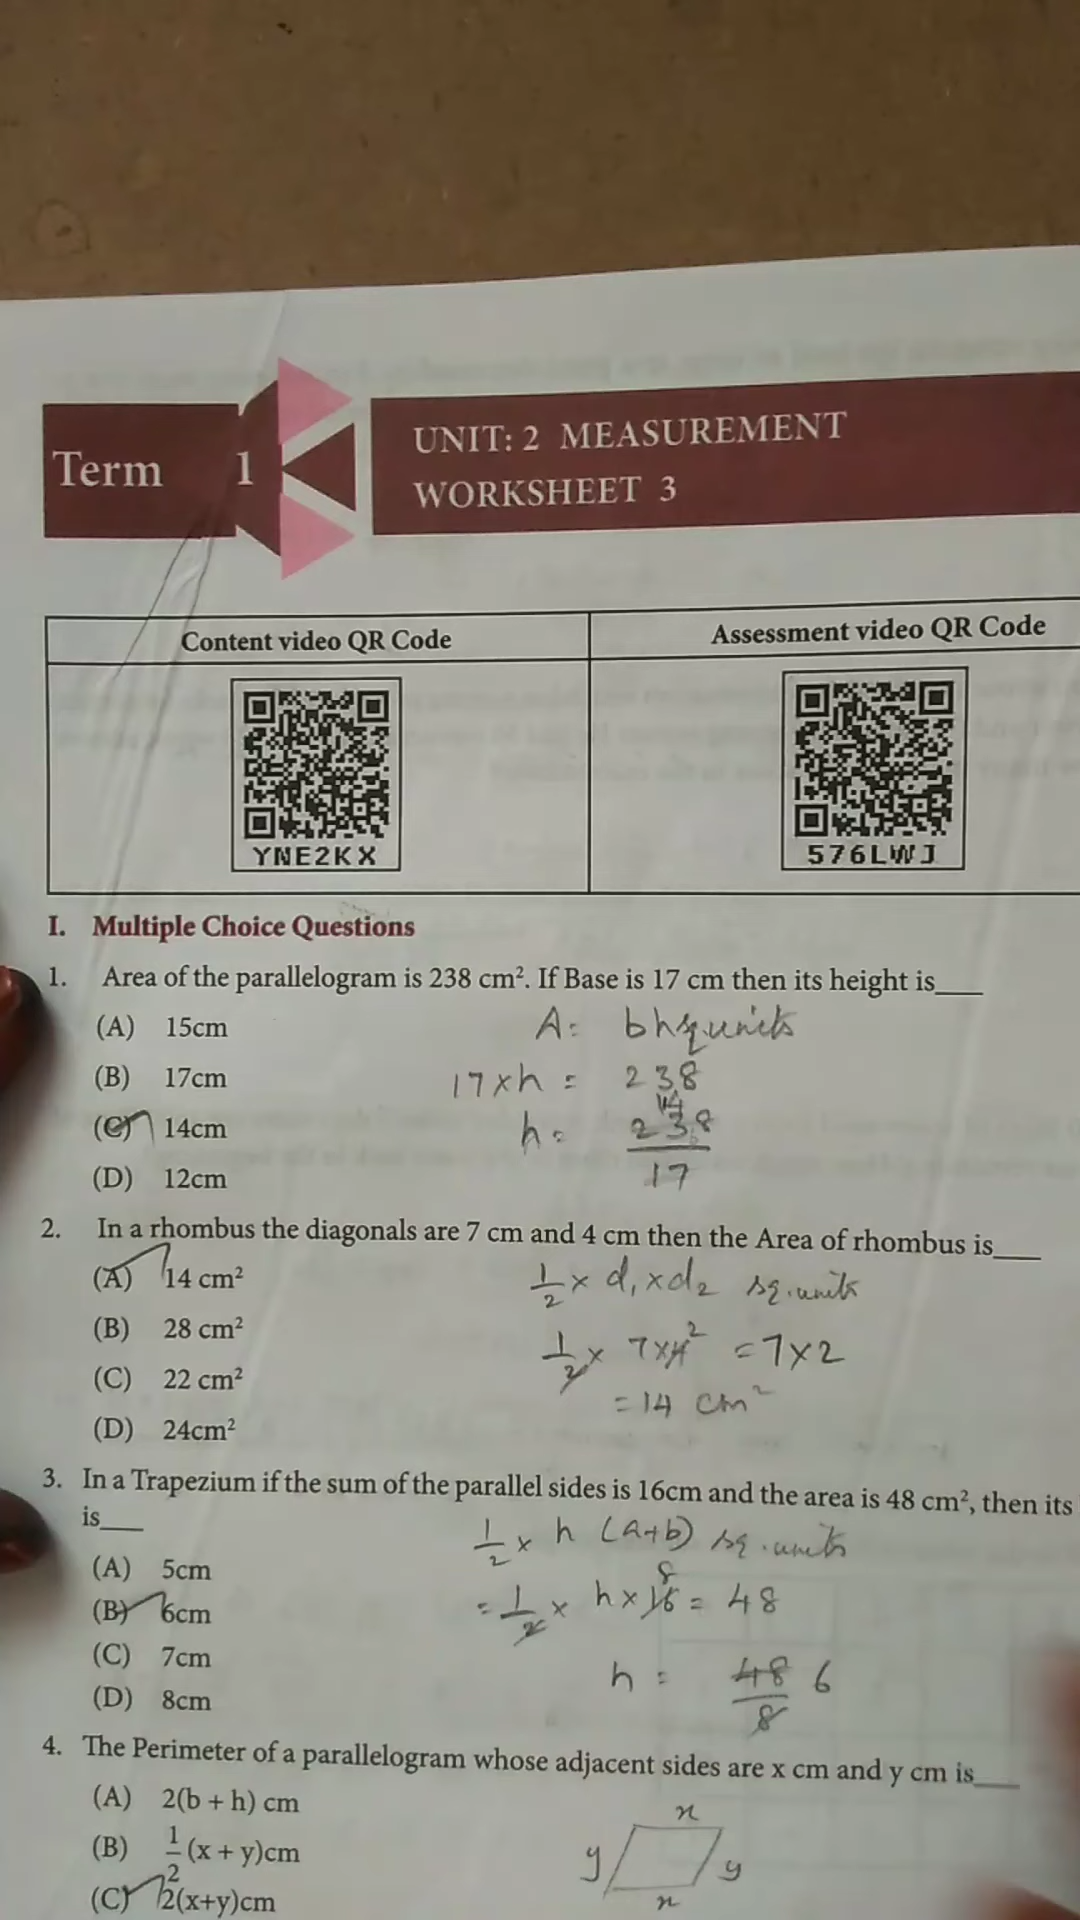 Term 1
UNIT: 2 MEASUREMENT
WORKSHEET 3
Content video QR Code
Assessment video QR Code
YNE2KX
576LWJ
I. Multiple Choice Questions
1. Area of the parallelogram is 238 cm². If Base is 17 cm then its height is___
(A) 15cm
A = bh sq.units
(B) 17cm
17 x h = 238
(C) 14cm
14
h = 238
17
(D) 12cm
2. In a rhombus the diagonals are 7 cm and 4 cm then the Area of rhombus is___
(A) 14 cm²
1/2 x d₁ x d₂ sq.units
(B) 28 cm²
1/2 x 7 x 4 2 = 7 x 2
(C) 22 cm²
= 14 cm²
(D) 24cm²
3. In a Trapezium if the sum of the parallel sides is 16cm and the area is 48 cm², then its
is___
1/2 x h (a+b) sq.units
(A) 5cm
8
(B) 6cm
= 1/2 x h x 16 = 48
(C) 7cm
h = 48/8 6
(D) 8cm
4. The Perimeter of a parallelogram whose adjacent sides are x cm and y cm is___
(A) 2(b + h) cm
x
(B) 1/2 (x + y)cm
y y
(C) 2(x+y)cm
x